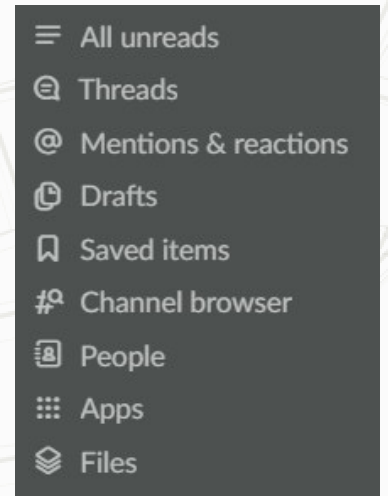 All unreads
Threads
Mentions & reactions
Drafts
Saved items
Channel browser
People
Apps
Files